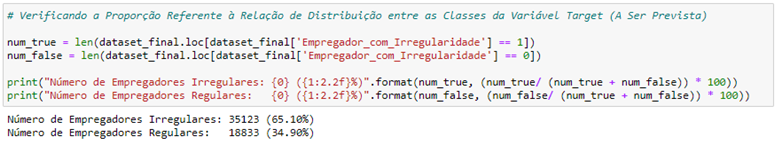 # Verificando a Proporção Referente à Relação de Distribuição entre as Classes da Variável Target (A Ser Prevista)
num_true = len(dataset_final.loc[dataset_final['Empregador_com_Irregularidade'] == 1])
num_false = len(dataset_final.loc[dataset_final['Empregador_com_Irregularidade'] == 0])
print("Número de Empregadores Irregulares: {0} ({1:2.2f}%)".format(num_true, (num_true/ (num_true + num_false)) * 100))
print("Número de Empregadores Regulares:   {0} ({1:2.2f}%)".format(num_false, (num_false/ (num_true + num_false)) * 100))
Número de Empregadores Irregulares: 35123 (65.10%)
Número de Empregadores Regulares:   18833 (34.90%)